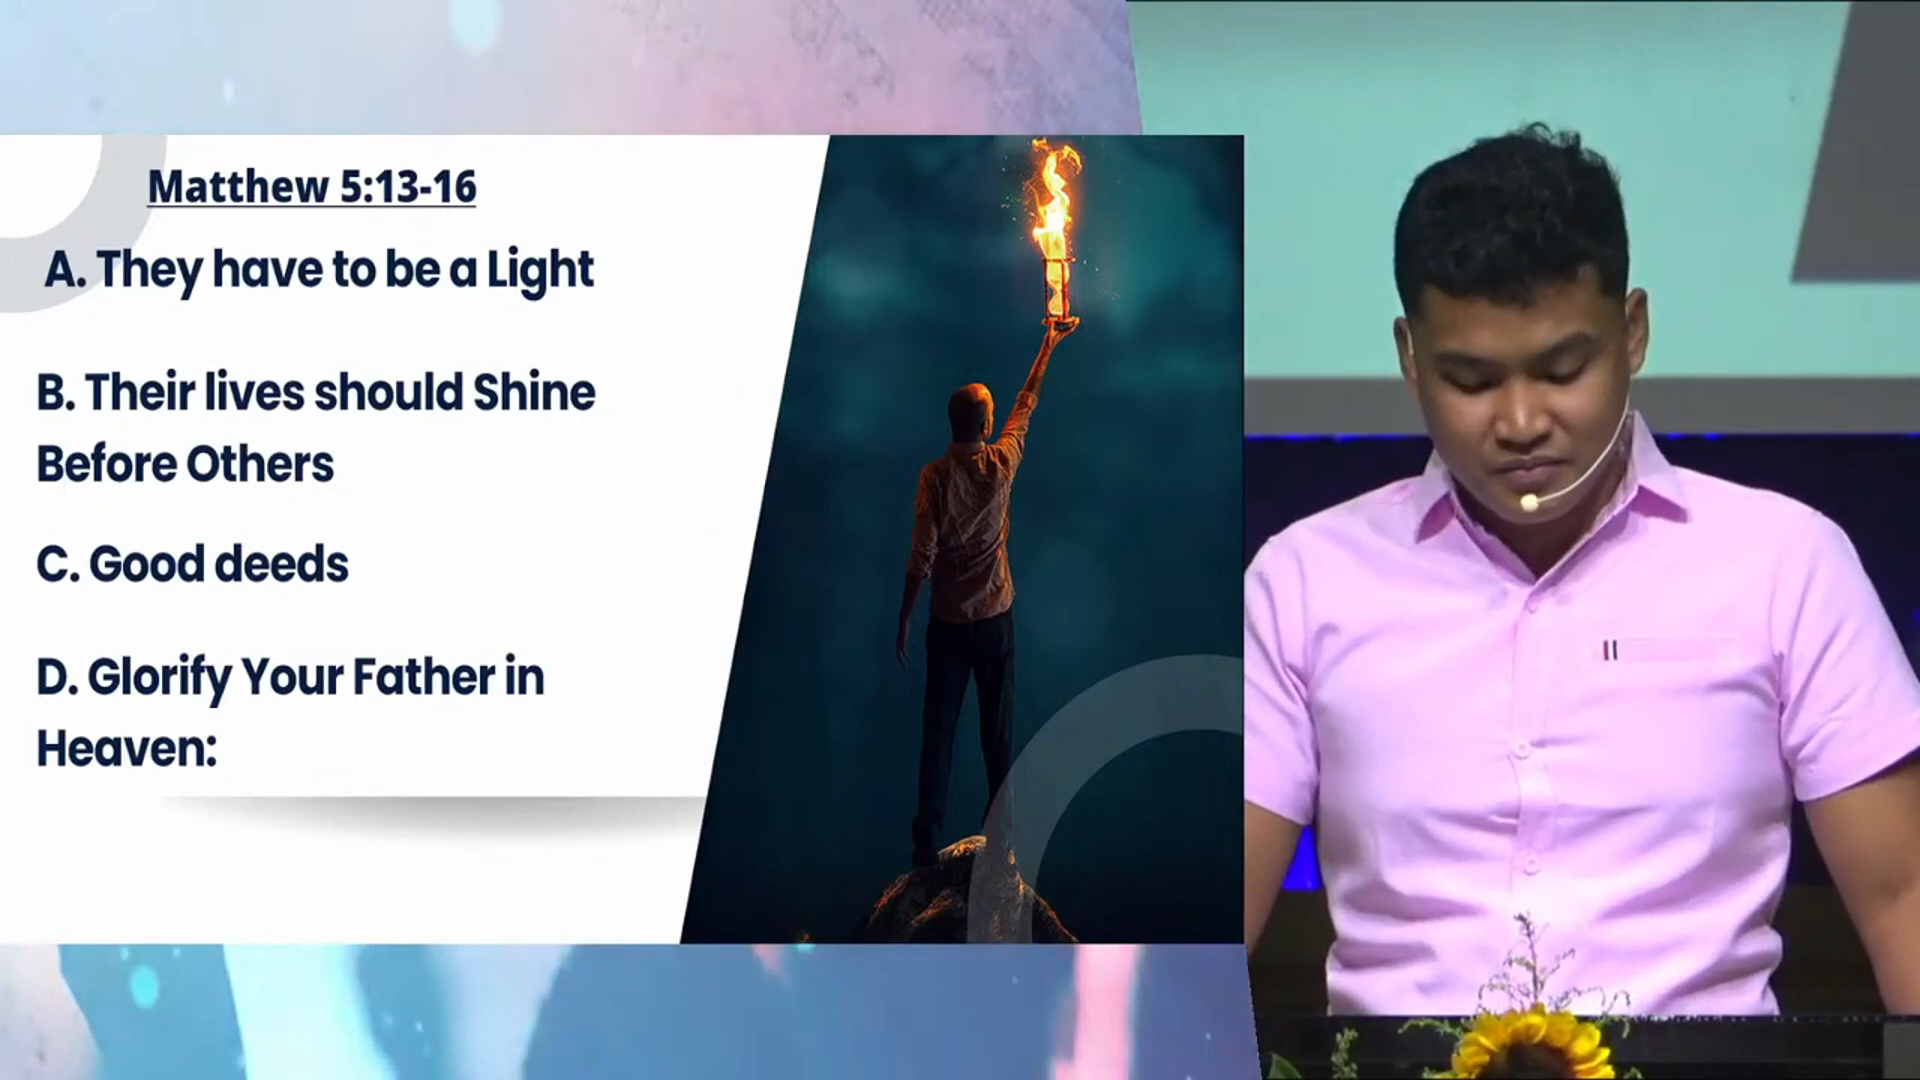 Matthew 5:13-16
A. They have to be a Light
B. Their lives should Shine
Before Others
C. Good deeds
D. Glorify Your Father in
Heaven: